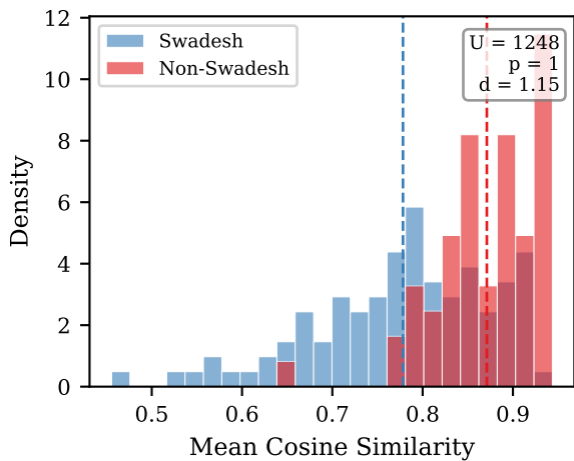 12
10
8
6
4
2
0
Density
Swadesh
Non-Swadesh
U = 1248
p = 1
d = 1.15
0.5 0.6 0.7 0.8 0.9
Mean Cosine Similarity